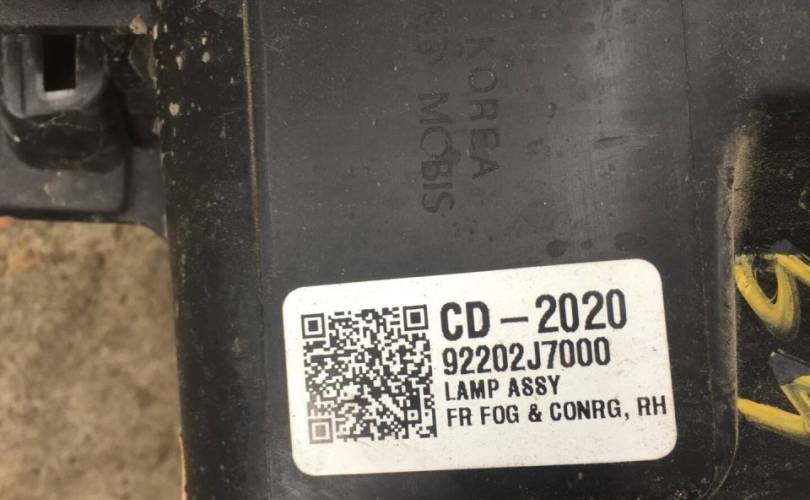 KOREA
MOBIS
CD-2020
92202J7000
LAMP ASSY
FR FOG & CONRG, RH